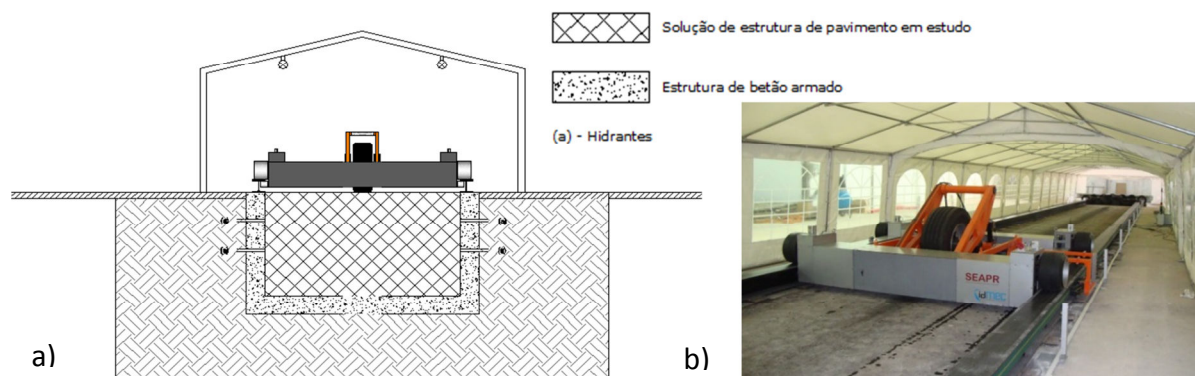 Solução de estrutura de pavimento em estudo
Estrutura de betão armado
(a) - Hidrantes
SEAPR
a)
b)